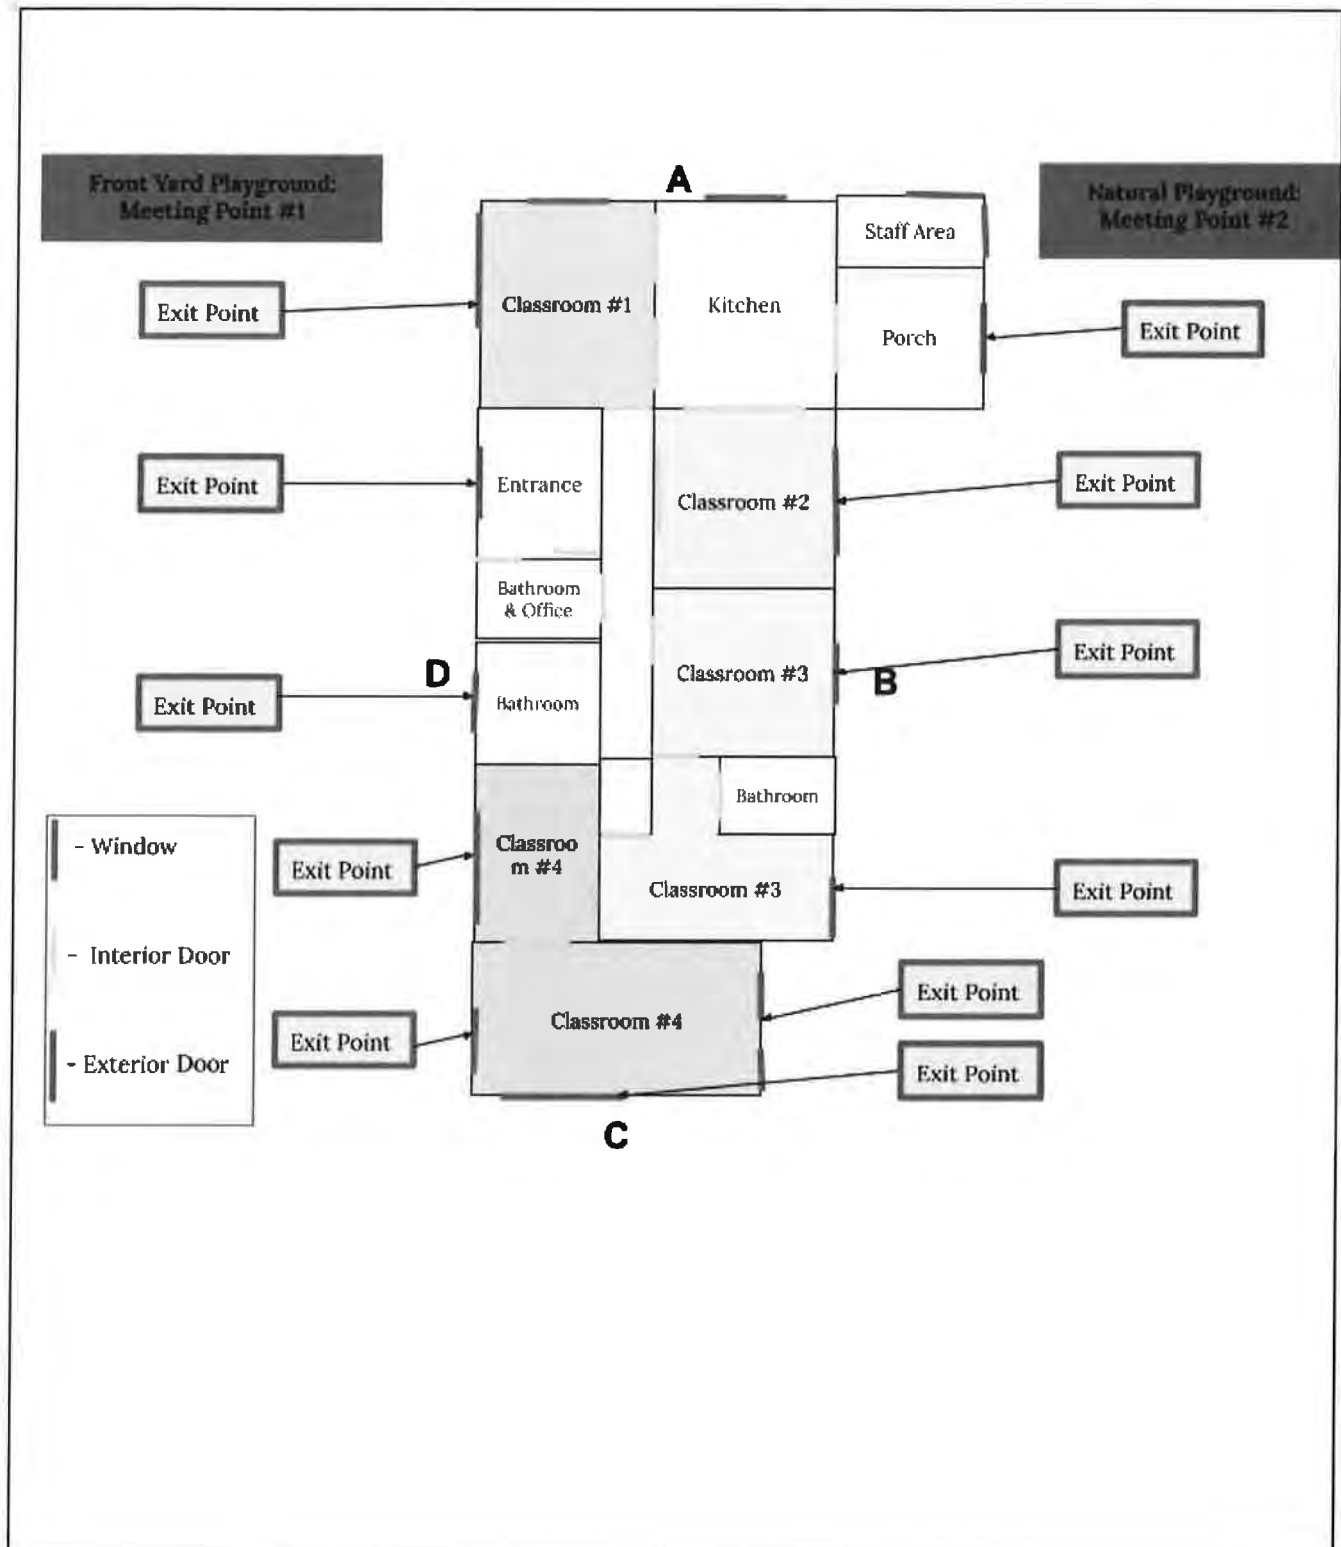 A
Front Yard Playground:
Meeting Point #1
Natural Playground:
Meeting Point #2
Staff Area
Exit Point
Classroom #1
Kitchen
Porch
Exit Point
Exit Point
Entrance
Classroom #2
Exit Point
Bathroom
& Office
Exit Point
D
Classroom #3
B
Exit Point
Bathroom
Bathroom
- Window
Exit Point
Classroo
m #4
Classroom #3
Exit Point
- Interior Door
Exit Point
Exit Point
Classroom #4
- Exterior Door
Exit Point
C